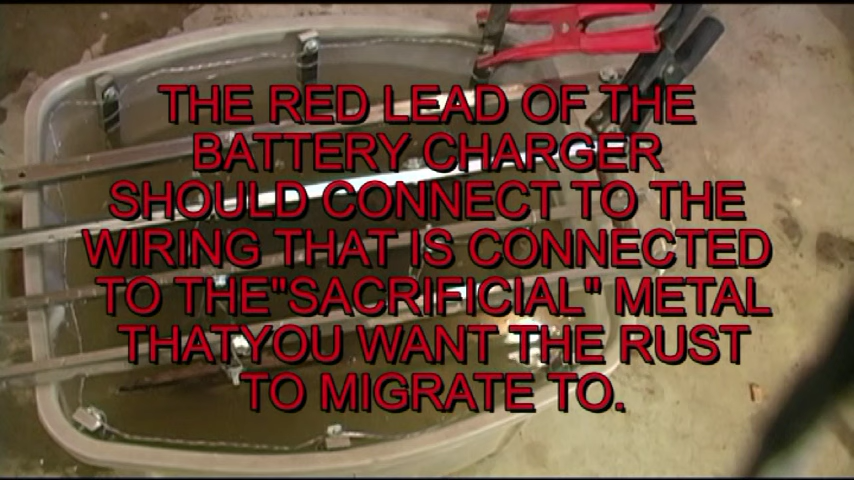 THE RED LEAD OF THE
BATTERY CHARGER
SHOULD CONNECT TO THE
WIRING THAT IS CONNECTED
TO THE"SACRIFICIAL" METAL
THATYOU WANT THE RUST
TO MIGRATE TO.